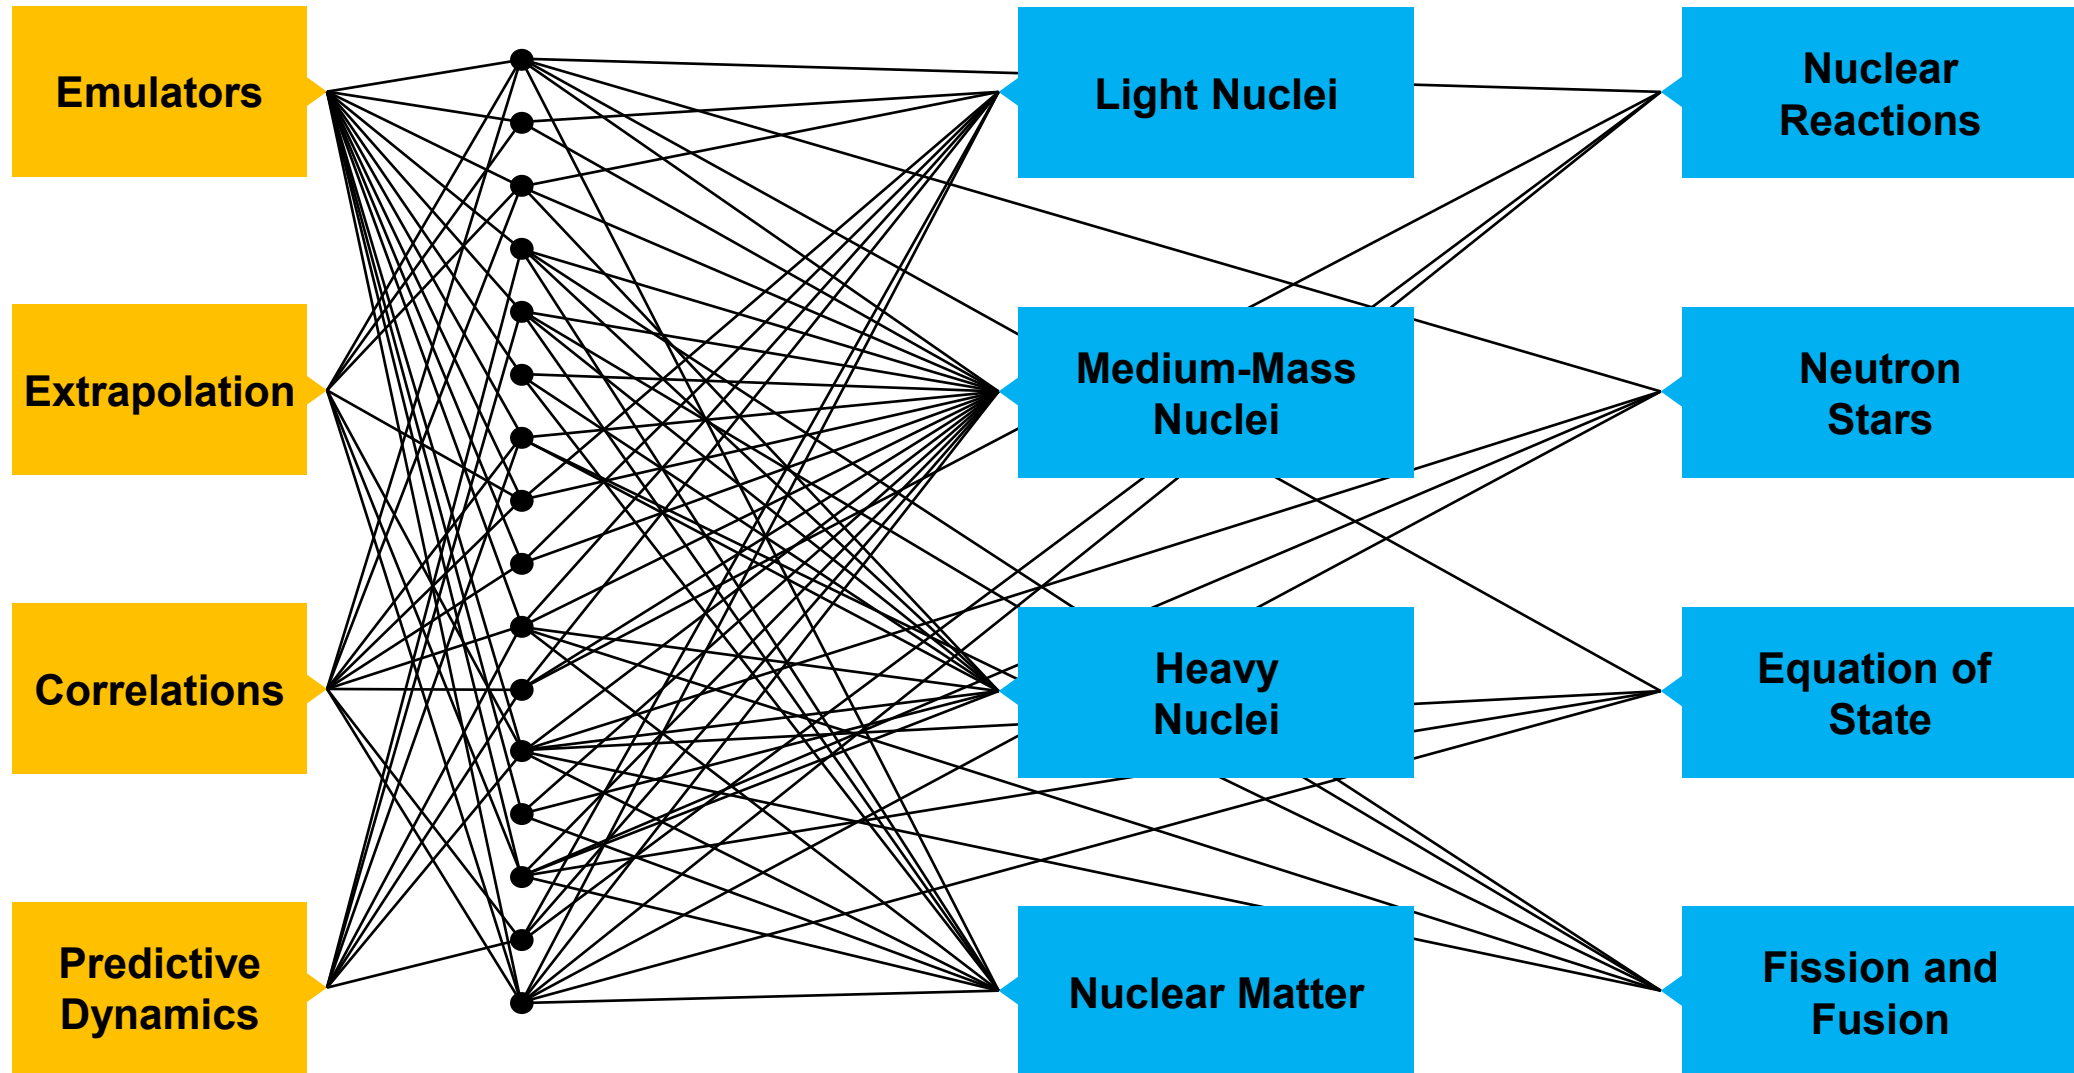 Emulators
Extrapolation
Correlations
Predictive
Dynamics
Light Nuclei
Medium-Mass
Nuclei
Heavy
Nuclei
Nuclear Matter
Nuclear
Reactions
Neutron
Stars
Equation of
State
Fission and
Fusion